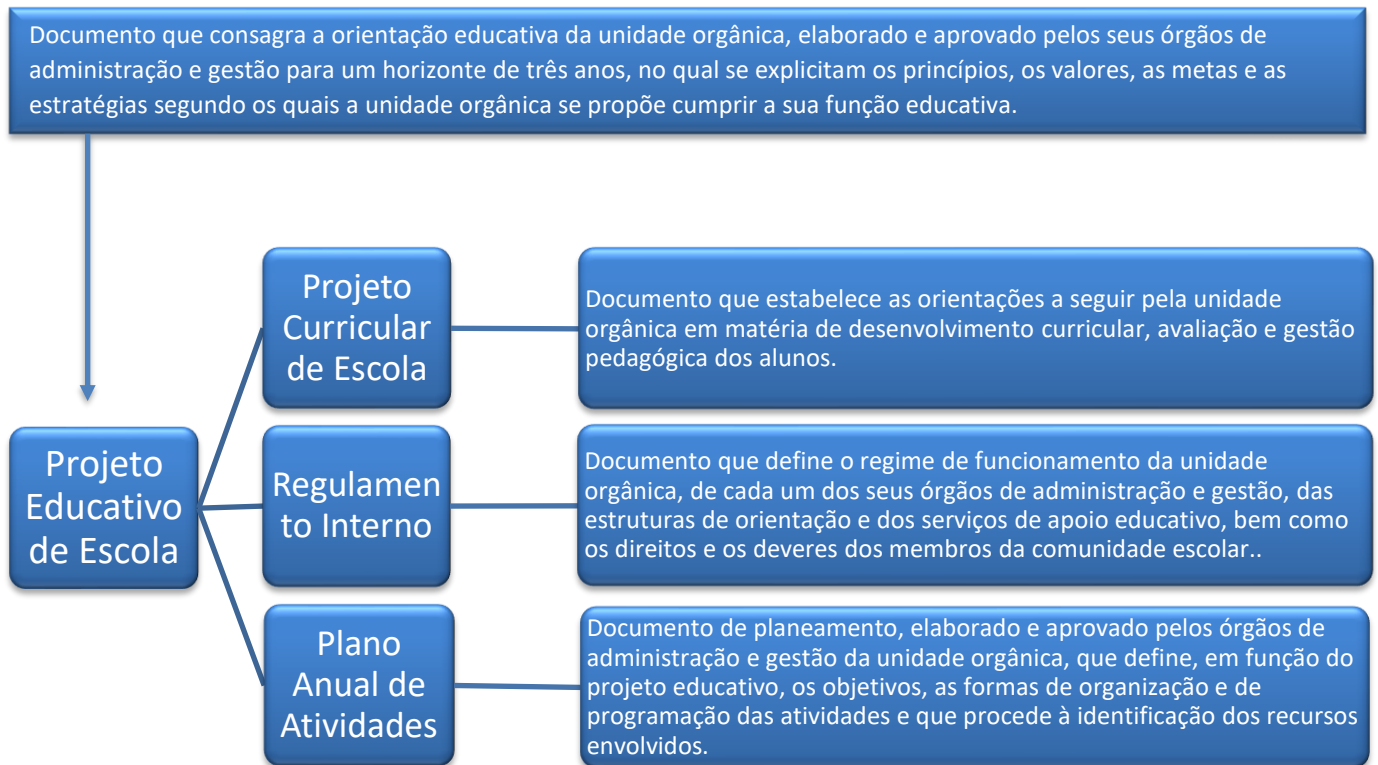 Documento que consagra a orientação educativa da unidade orgânica, elaborado e aprovado pelos seus órgãos de
administração e gestão para um horizonte de três anos, no qual se explicitam os princípios, os valores, as metas e as
estratégias segundo os quais a unidade orgânica se propõe cumprir a sua função educativa.
Projeto
Educativo
de Escola
Projeto
Curricular
de Escola
Documento que estabelece as orientações a seguir pela unidade
orgânica em matéria de desenvolvimento curricular, avaliação e gestão
pedagógica dos alunos.
Regulamen
to Interno
Documento que define o regime de funcionamento da unidade
orgânica, de cada um dos seus órgãos de administração e gestão, das
estruturas de orientação e dos serviços de apoio educativo, bem como
os direitos e os deveres dos membros da comunidade escolar..
Plano
Anual de
Atividades
Documento de planeamento, elaborado e aprovado pelos órgãos de
administração e gestão da unidade orgânica, que define, em função do
projeto educativo, os objetivos, as formas de organização e de
programação das atividades e que procede à identificação dos recursos
envolvidos.